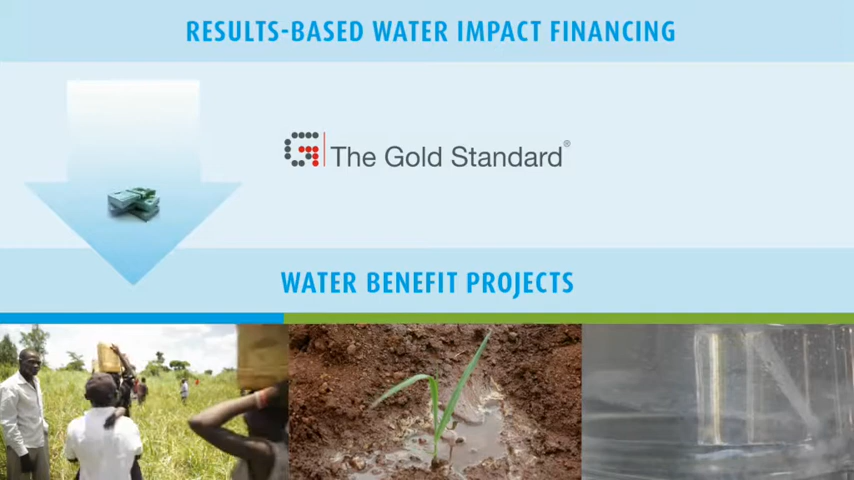 RESULTS-BASED WATER IMPACT FINANCING
The Gold Standard®
WATER BENEFIT PROJECTS